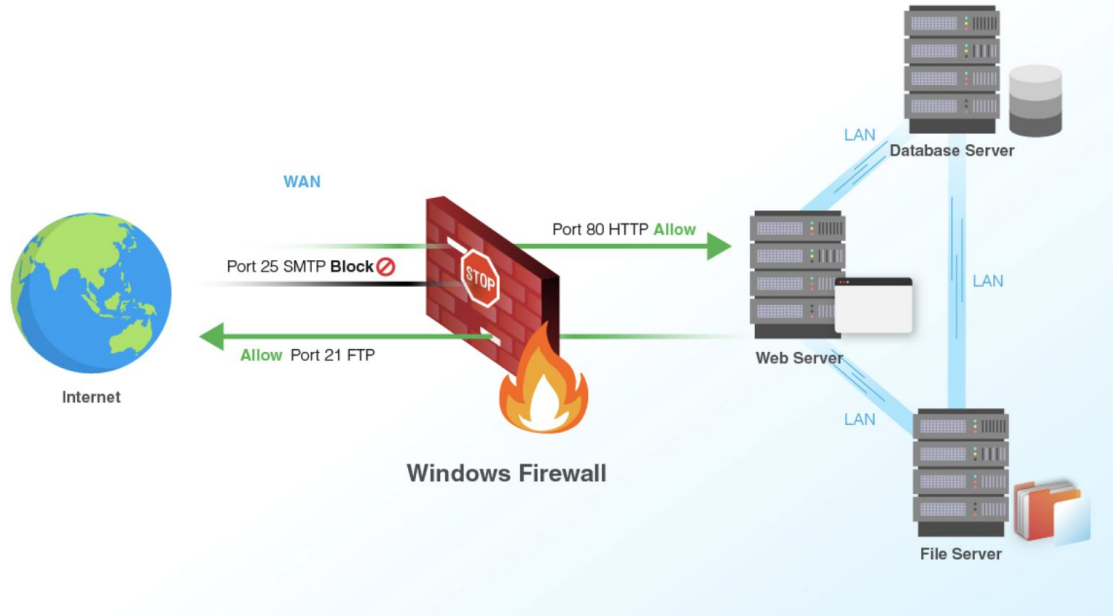 LAN
Database Server
WAN
Port 80 HTTP Allow
Port 25 SMTP Block
STOP
LAN
Allow Port 21 FTP
Web Server
Internet
LAN
Windows Firewall
File Server